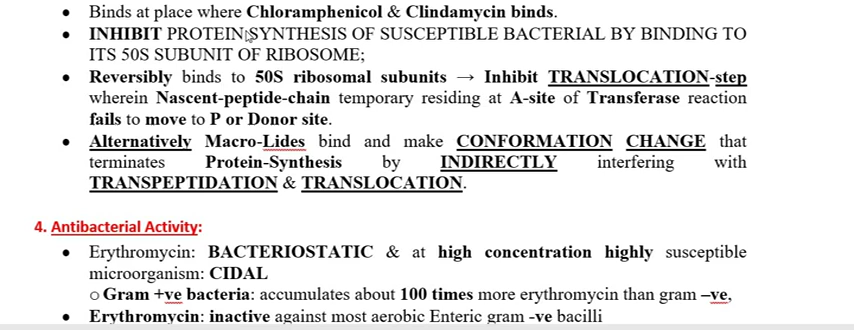 • Binds at place where Chloramphenicol & Clindamycin binds.
• INHIBIT PROTEIN SYNTHESIS OF SUSCEPTIBLE BACTERIAL BY BINDING TO
ITS 50S SUBUNIT OF RIBOSOME;
• Reversibly binds to 50S ribosomal subunits → Inhibit TRANSLOCATION-step
wherein Nascent-peptide-chain temporary residing at A-site of Transferase reaction
fails to move to P or Donor site.
• Alternatively Macro-Lides bind and make CONFORMATION CHANGE that
terminates Protein-Synthesis by INDIRECTLY interfering with
TRANSPEPTIDATION & TRANSLOCATION.
4. Antibacterial Activity:
• Erythromycin: BACTERIOSTATIC & at high concentration highly susceptible
microorganism: CIDAL
o Gram +ve bacteria: accumulates about 100 times more erythromycin than gram –ve,
• Erythromycin: inactive against most aerobic Enteric gram -ve bacilli